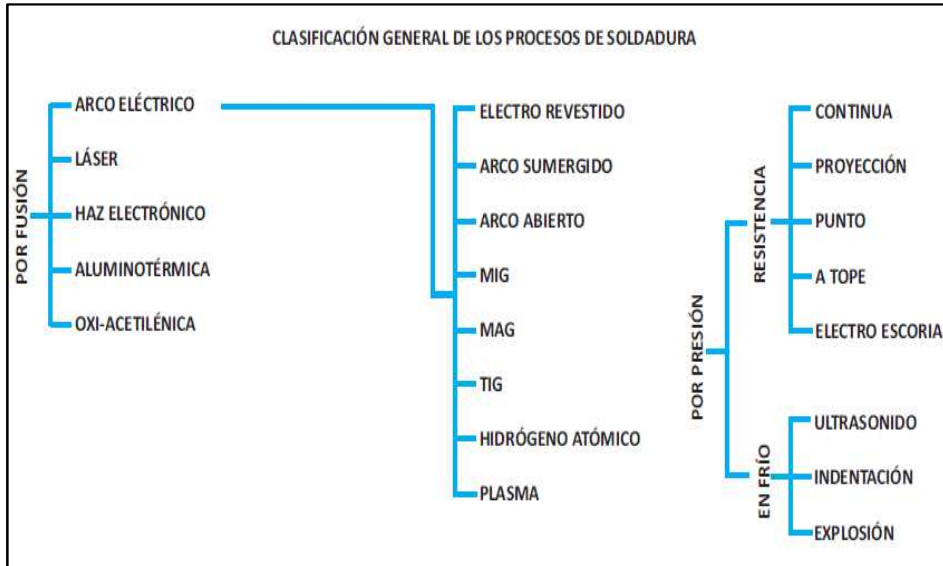 CLASIFICACIÓN GENERAL DE LOS PROCESOS DE SOLDADURA
POR FUSIÓN
ARCO ELÉCTRICO
LÁSER
HAZ ELECTRÓNICO
ALUMINOTÉRMICA
OXI-ACETILÉNICA
ELECTRO REVESTIDO
ARCO SUMERGIDO
ARCO ABIERTO
MIG
MAG
TIG
HIDRÓGENO ATÓMICO
PLASMA
POR PRESIÓN
RESISTENCIA
CONTINUA
PROYECCIÓN
PUNTO
A TOPE
ELECTRO ESCORIA
EN FRÍO
ULTRASONIDO
INDENTACIÓN
EXPLOSIÓN